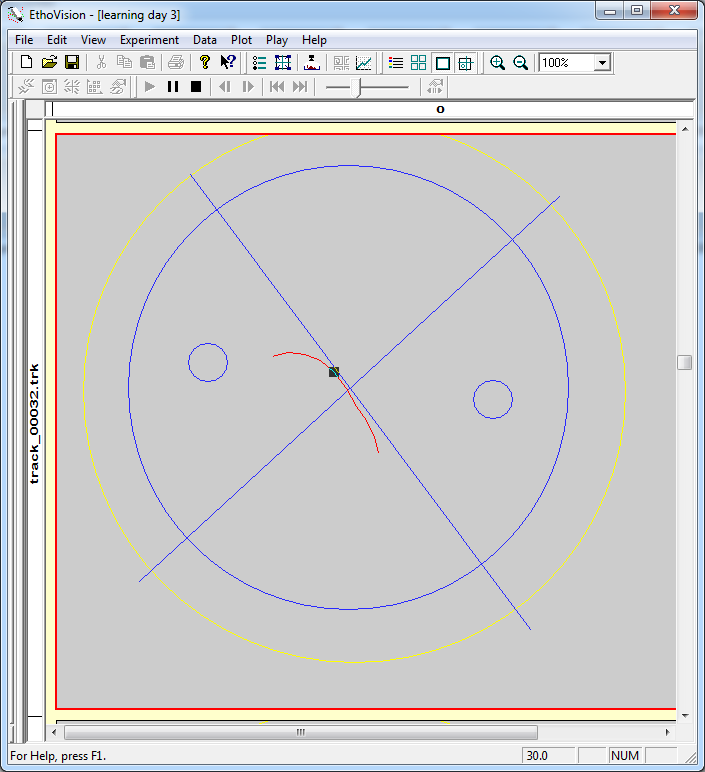 EthoVision - [learning day 3]
File Edit View Experiment Data Plot Play Help
100%
0
track_00032.trk
For Help, press F1.
30.0
NUM